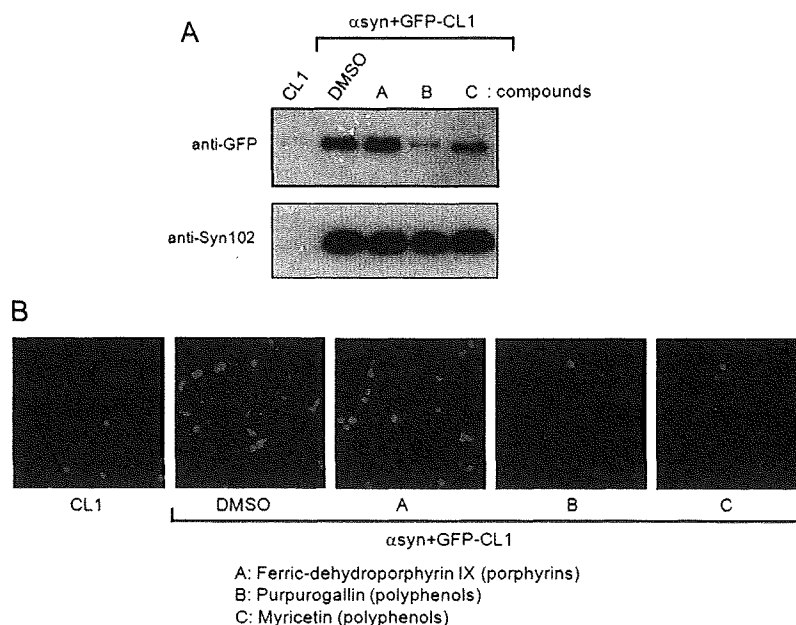 A
αsyn+GFP-CL1
CL1 DMSO A B C : compounds
anti-GFP
anti-Syn102
B
CL1 DMSO A B C
αsyn+GFP-CL1
A: Ferric-dehydroporphyrin IX (porphyrins)
B: Purpurogallin (polyphenols)
C: Myricetin (polyphenols)